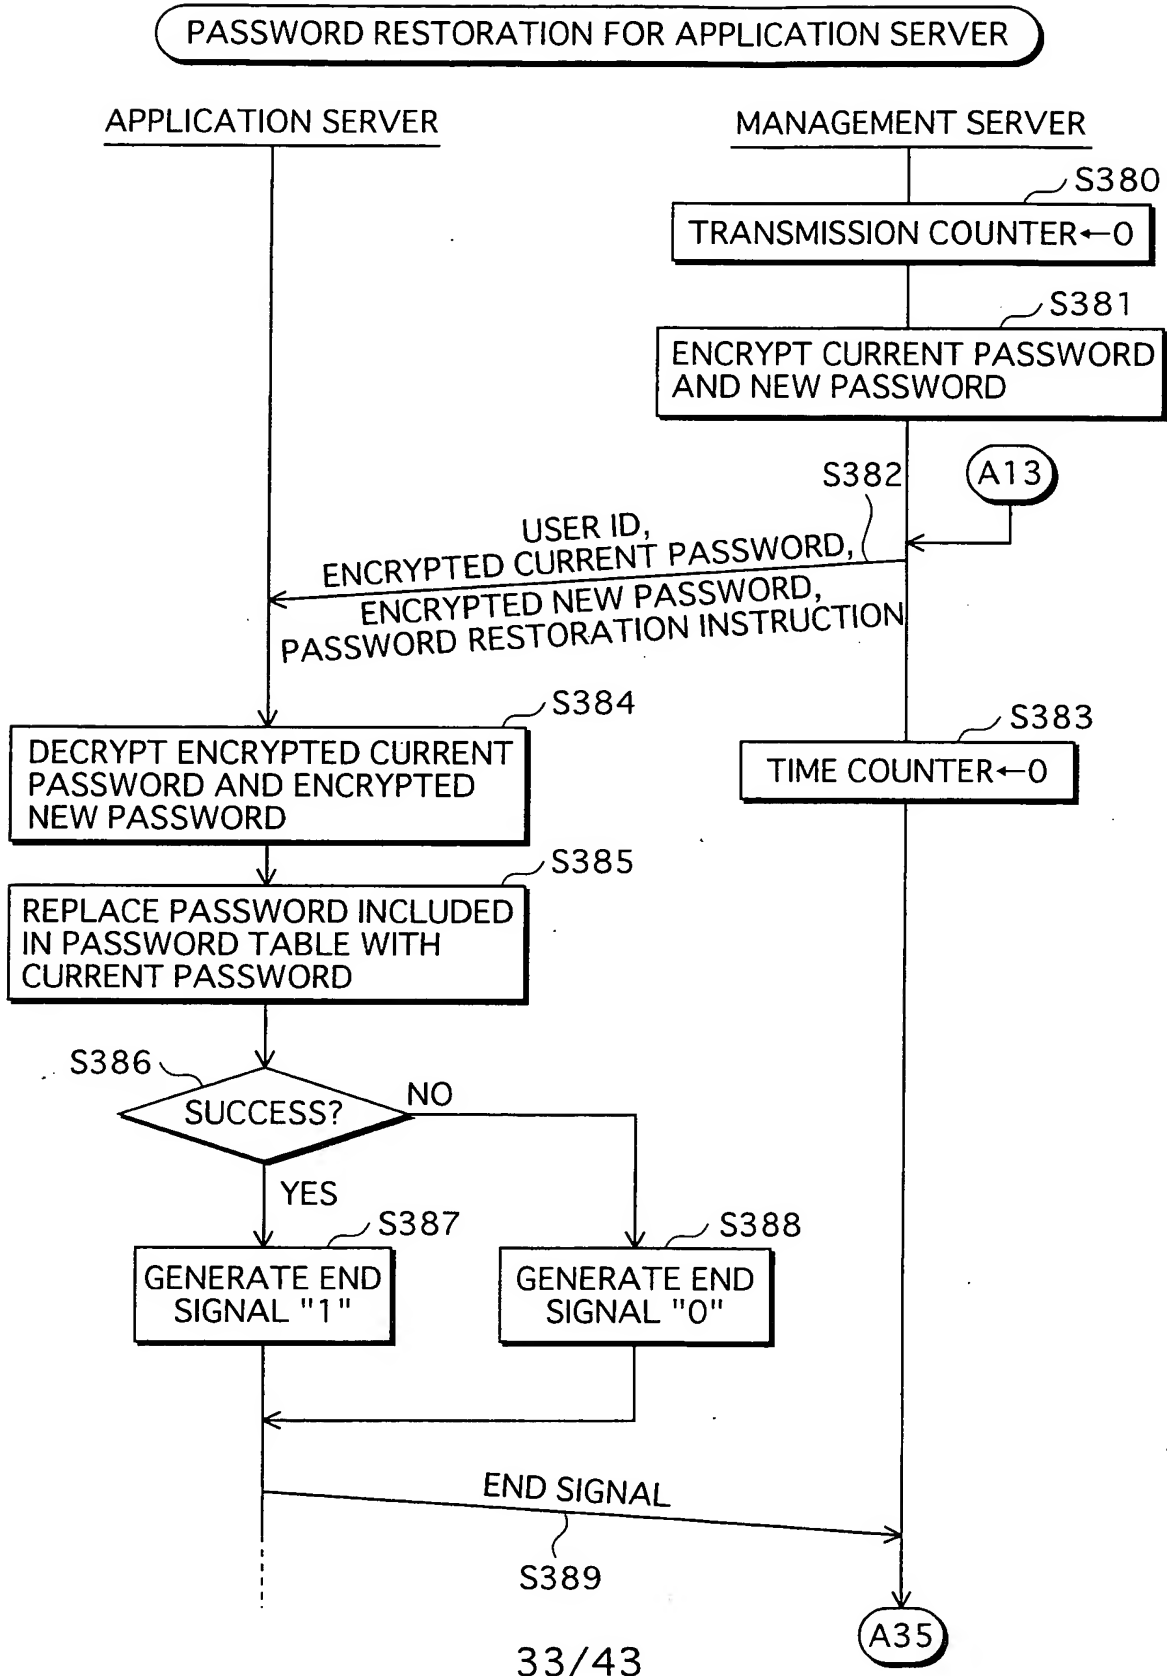 PASSWORD RESTORATION FOR APPLICATION SERVER
APPLICATION SERVER
MANAGEMENT SERVER
S380
TRANSMISSION COUNTER←0
S381
ENCRYPT CURRENT PASSWORD
AND NEW PASSWORD
S382
A13
USER ID,
ENCRYPTED CURRENT PASSWORD,
ENCRYPTED NEW PASSWORD,
PASSWORD RESTORATION INSTRUCTION
S384
DECRYPT ENCRYPTED CURRENT
PASSWORD AND ENCRYPTED
NEW PASSWORD
S383
TIME COUNTER←0
S385
REPLACE PASSWORD INCLUDED
IN PASSWORD TABLE WITH
CURRENT PASSWORD
S386
SUCCESS?
NO
YES
S387
GENERATE END
SIGNAL "1"
S388
GENERATE END
SIGNAL "0"
END SIGNAL
S389
A35
33/43